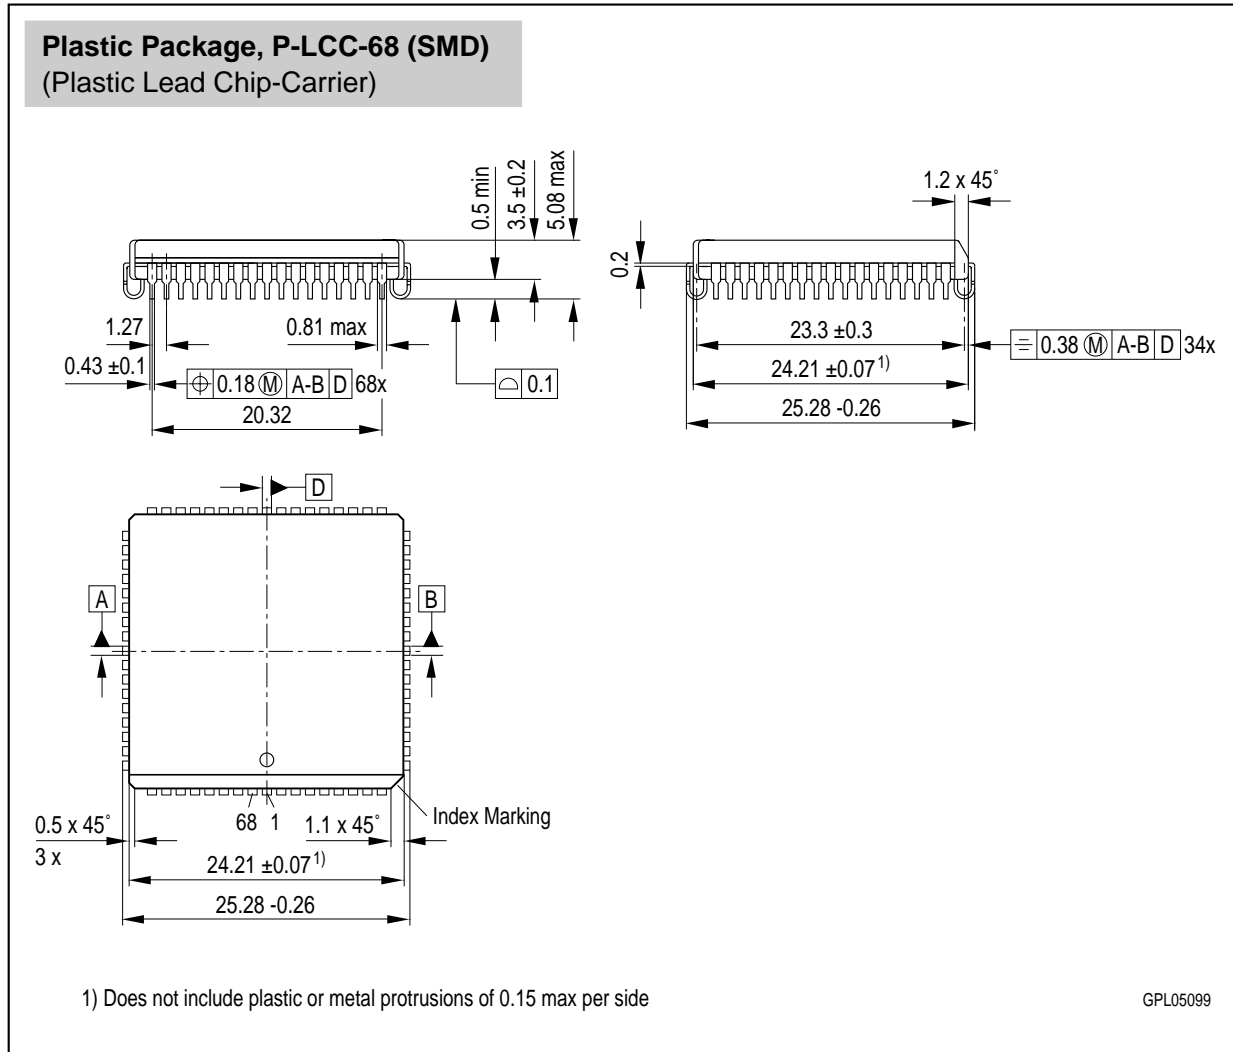 Plastic Package, P-LCC-68 (SMD)
(Plastic Lead Chip-Carrier)
0.5 min
3.5 ±0.2
5.08 max
1.27
0.81 max
0.43 ±0.1
⌖ 0.18 Ⓜ A-B D 68x
20.32
⌓ 0.1
1.2 x 45˚
0.2
23.3 ±0.3
⌯ 0.38 Ⓜ A-B D 34x
24.21 ±0.07 1)
25.28 -0.26
D
A
B
Index Marking
68 1
0.5 x 45˚
3 x
1.1 x 45˚
24.21 ±0.07 1)
25.28 -0.26
1) Does not include plastic or metal protrusions of 0.15 max per side
GPL05099